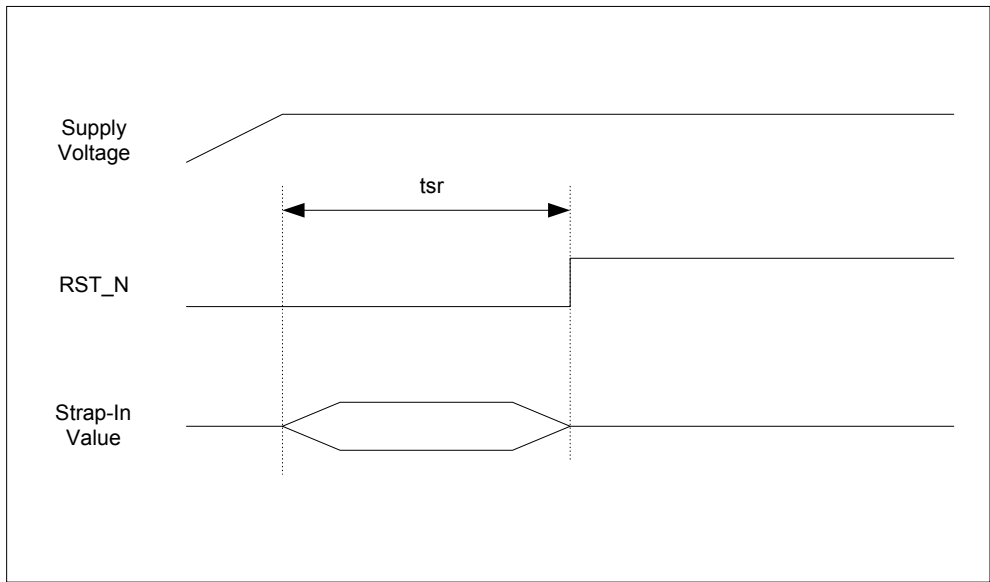 Supply
Voltage
tsr
RST_N
Strap-In
Value